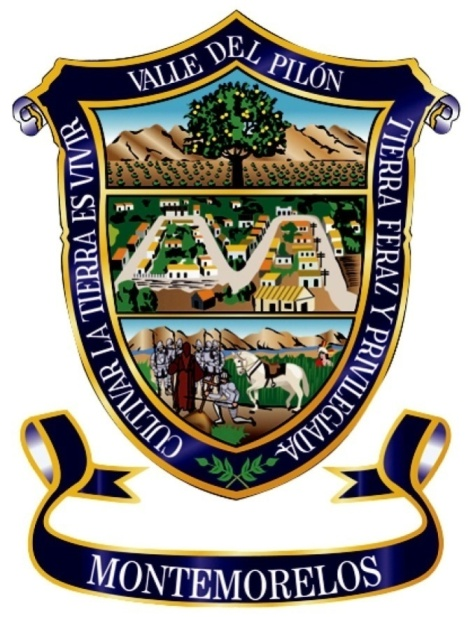 VALLE DEL PILÓN
CULTIVAR LA TIERRA ES VIVIR
TIERRA FERAZ Y PRIVILEGIADA
MONTEMORELOS